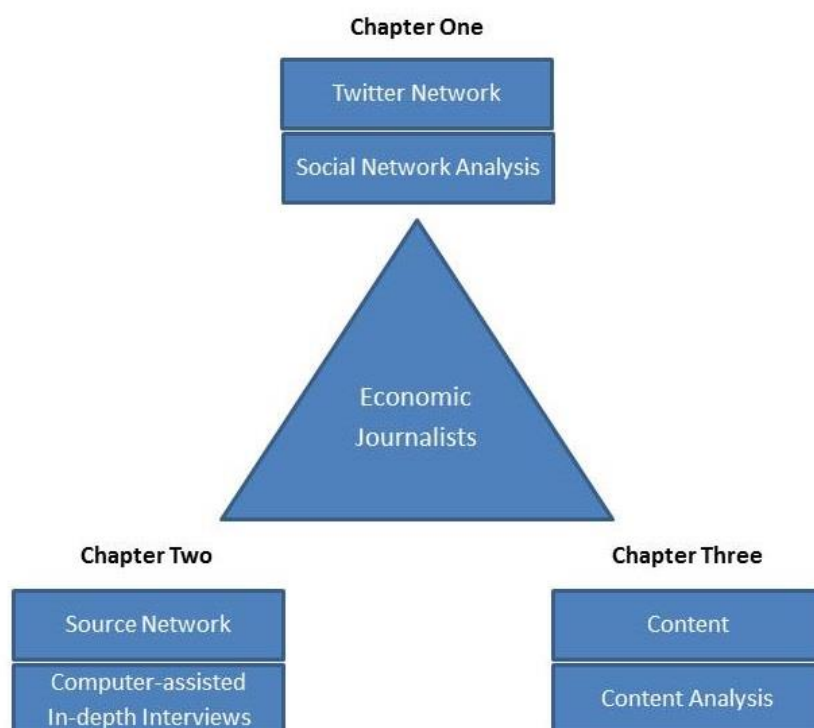 Chapter One
Twitter Network
Social Network Analysis
Economic
Journalists
Chapter Two
Source Network
Computer-assisted
In-depth Interviews
Chapter Three
Content
Content Analysis